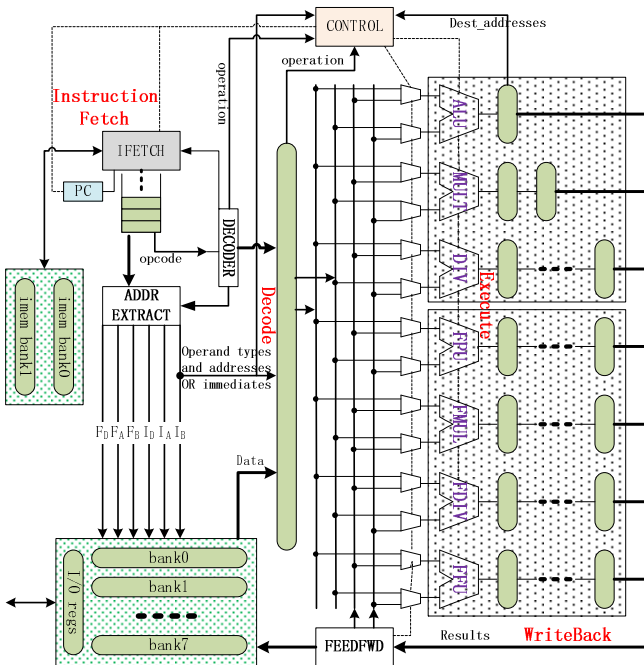 CONTROL
Dest_addresses
operation
operation
Instruction
Fetch
IFETCH
PC
opcode
DECODER
ADDR
EXTRACT
imem bank1
imem bank0
Decode
Operand types
and addresses
OR immediates
FD FA FB ID IA IB
Data
I/O regs
bank0
bank1
bank7
FEEDFWD
Results
WriteBack
Execute
ALU
MULT
DIV
FPU
FMUL
FDIV
FPU